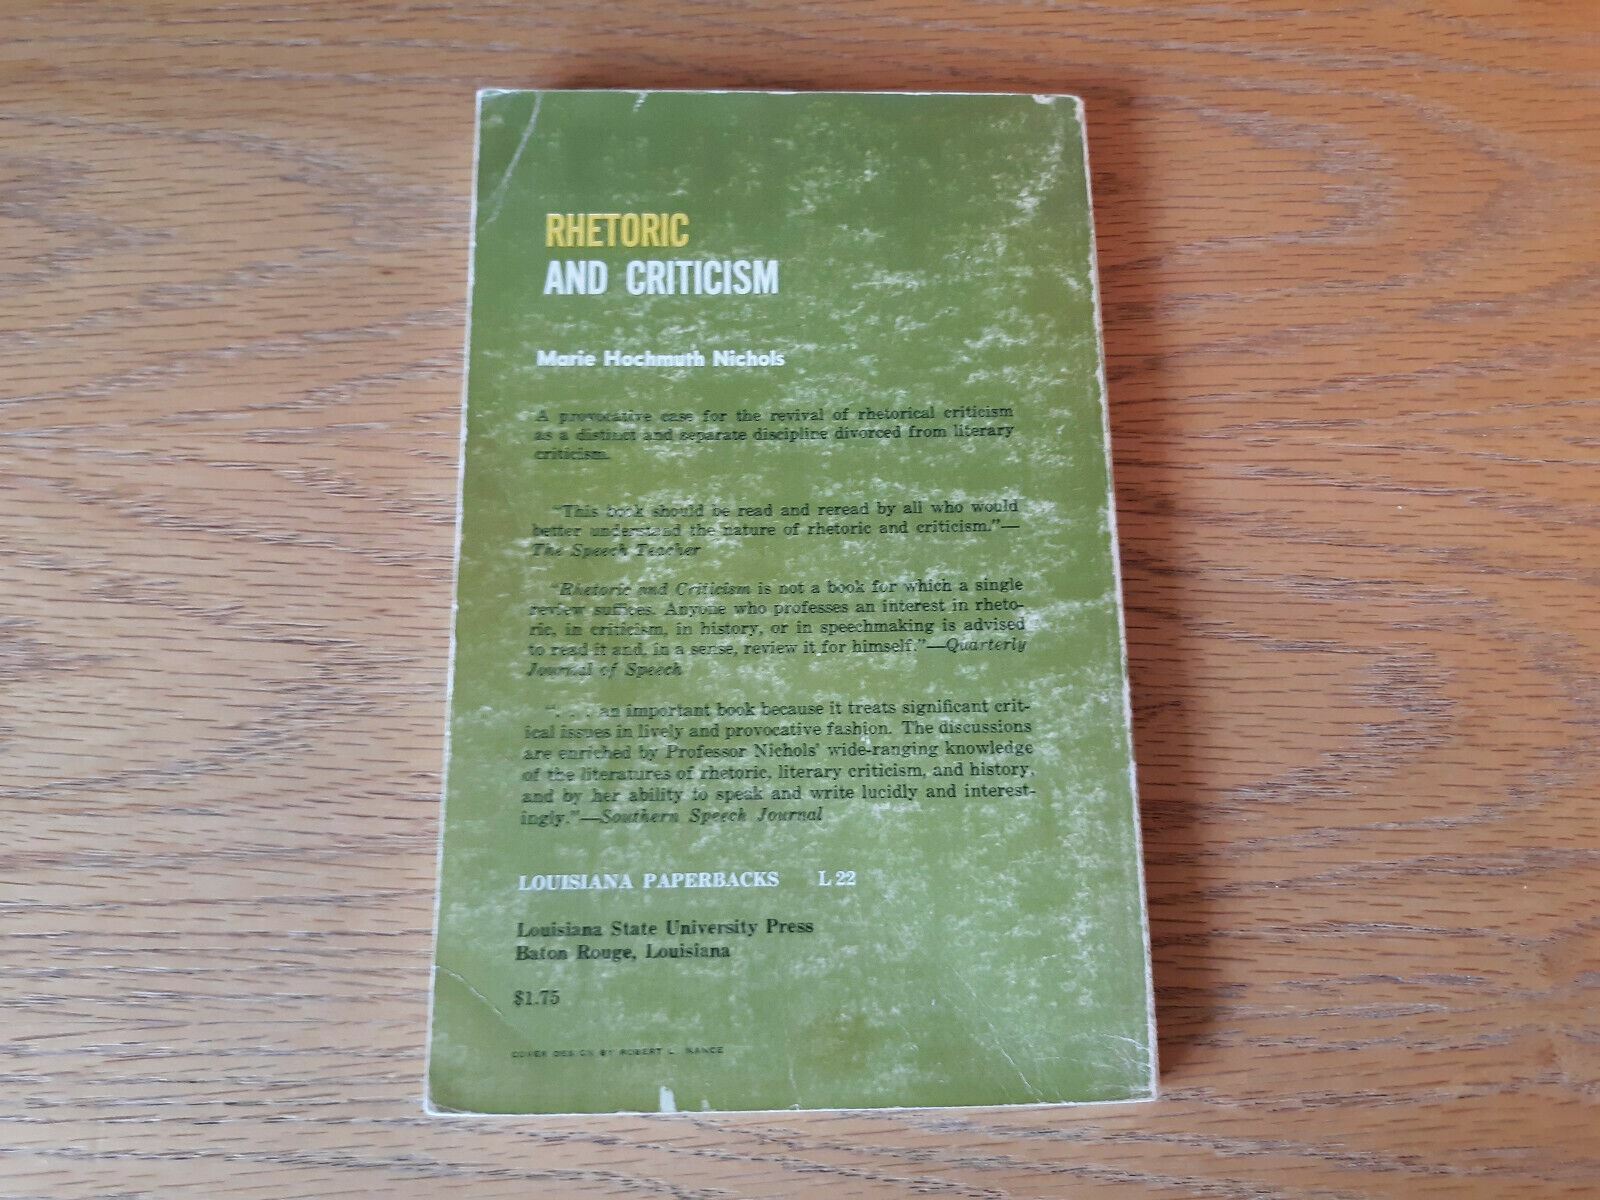 RHETORIC
AND CRITICISM
Marie Hochmuth Nichols
A provocative case for the revival of rhetorical criticism
as a distinct and separate discipline divorced from literary
criticism.
"This book should be read and reread by all who would
better understand the nature of rhetoric and criticism."—
The Speech Teacher
"Rhetoric and Criticism is not a book for which a single
review suffices. Anyone who professes an interest in rheto-
ric, in criticism, in history, or in speechmaking is advised
to read it and, in a sense, review it for himself."—Quarterly
Journal of Speech
". . . an important book because it treats significant crit-
ical issues in lively and provocative fashion. The discussions
are enriched by Professor Nichols' wide-ranging knowledge
of the literatures of rhetoric, literary criticism, and history,
and by her ability to speak and write lucidly and interest-
ingly."—Southern Speech Journal
LOUISIANA PAPERBACKS L 22
Louisiana State University Press
Baton Rouge, Louisiana
$1.75
COVER DESIGN BY ROBERT L. NANCE